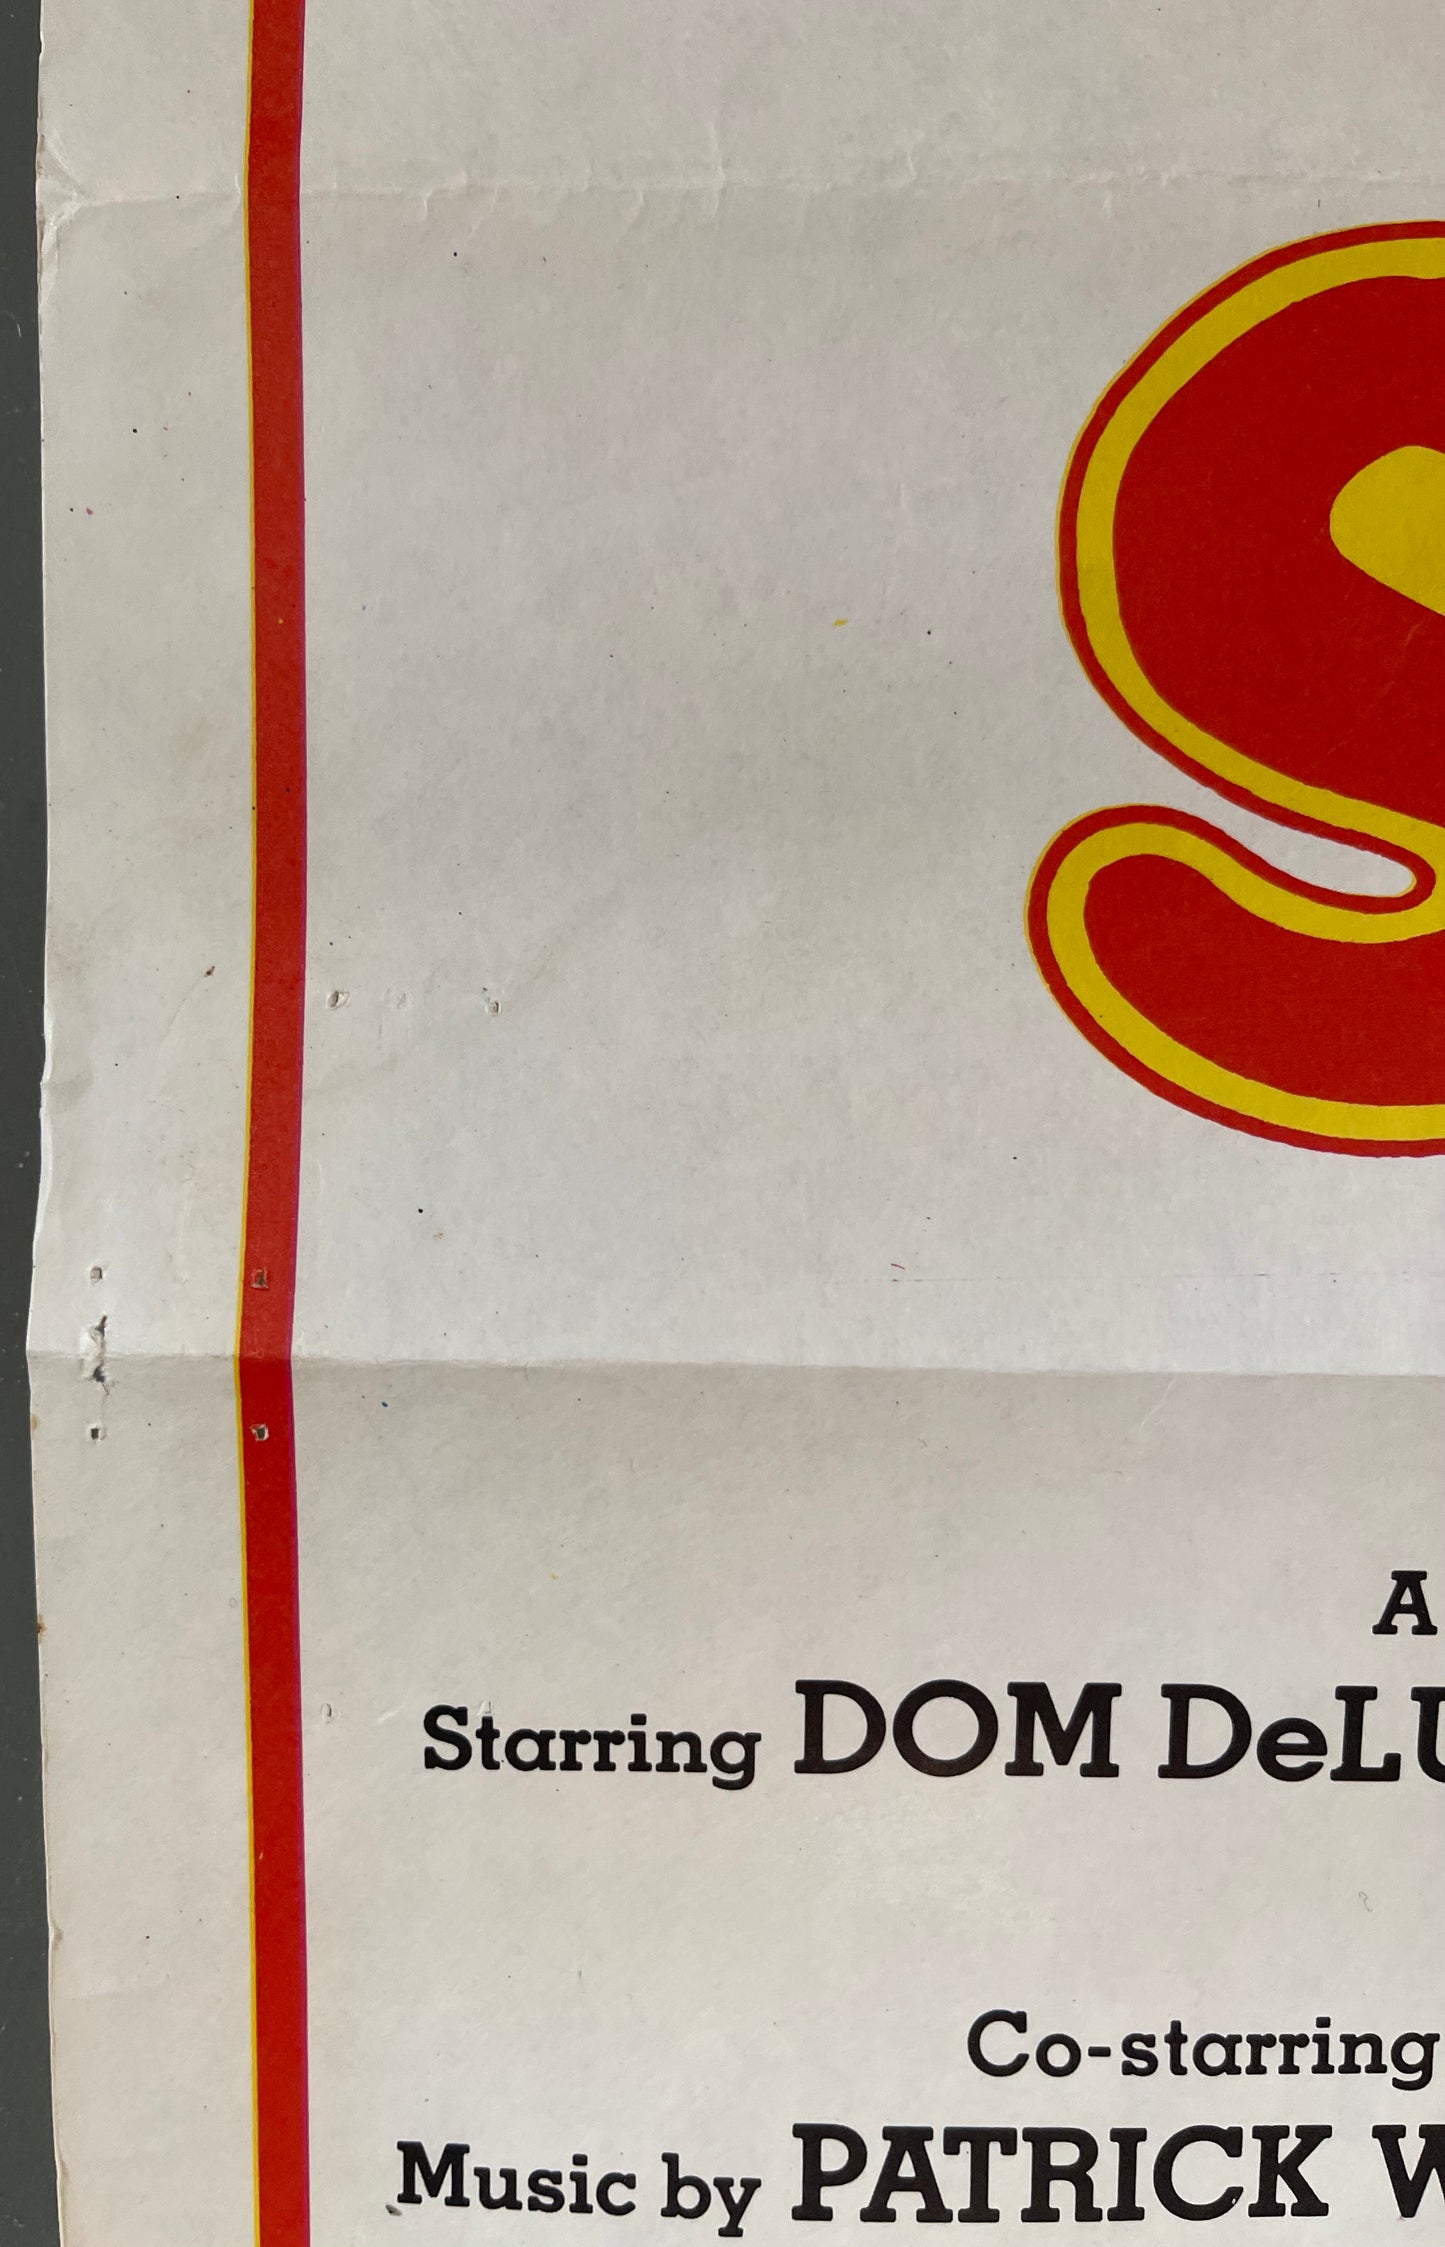 S
A
Starring DOM DeLU
Co-starring
Music by PATRICK W